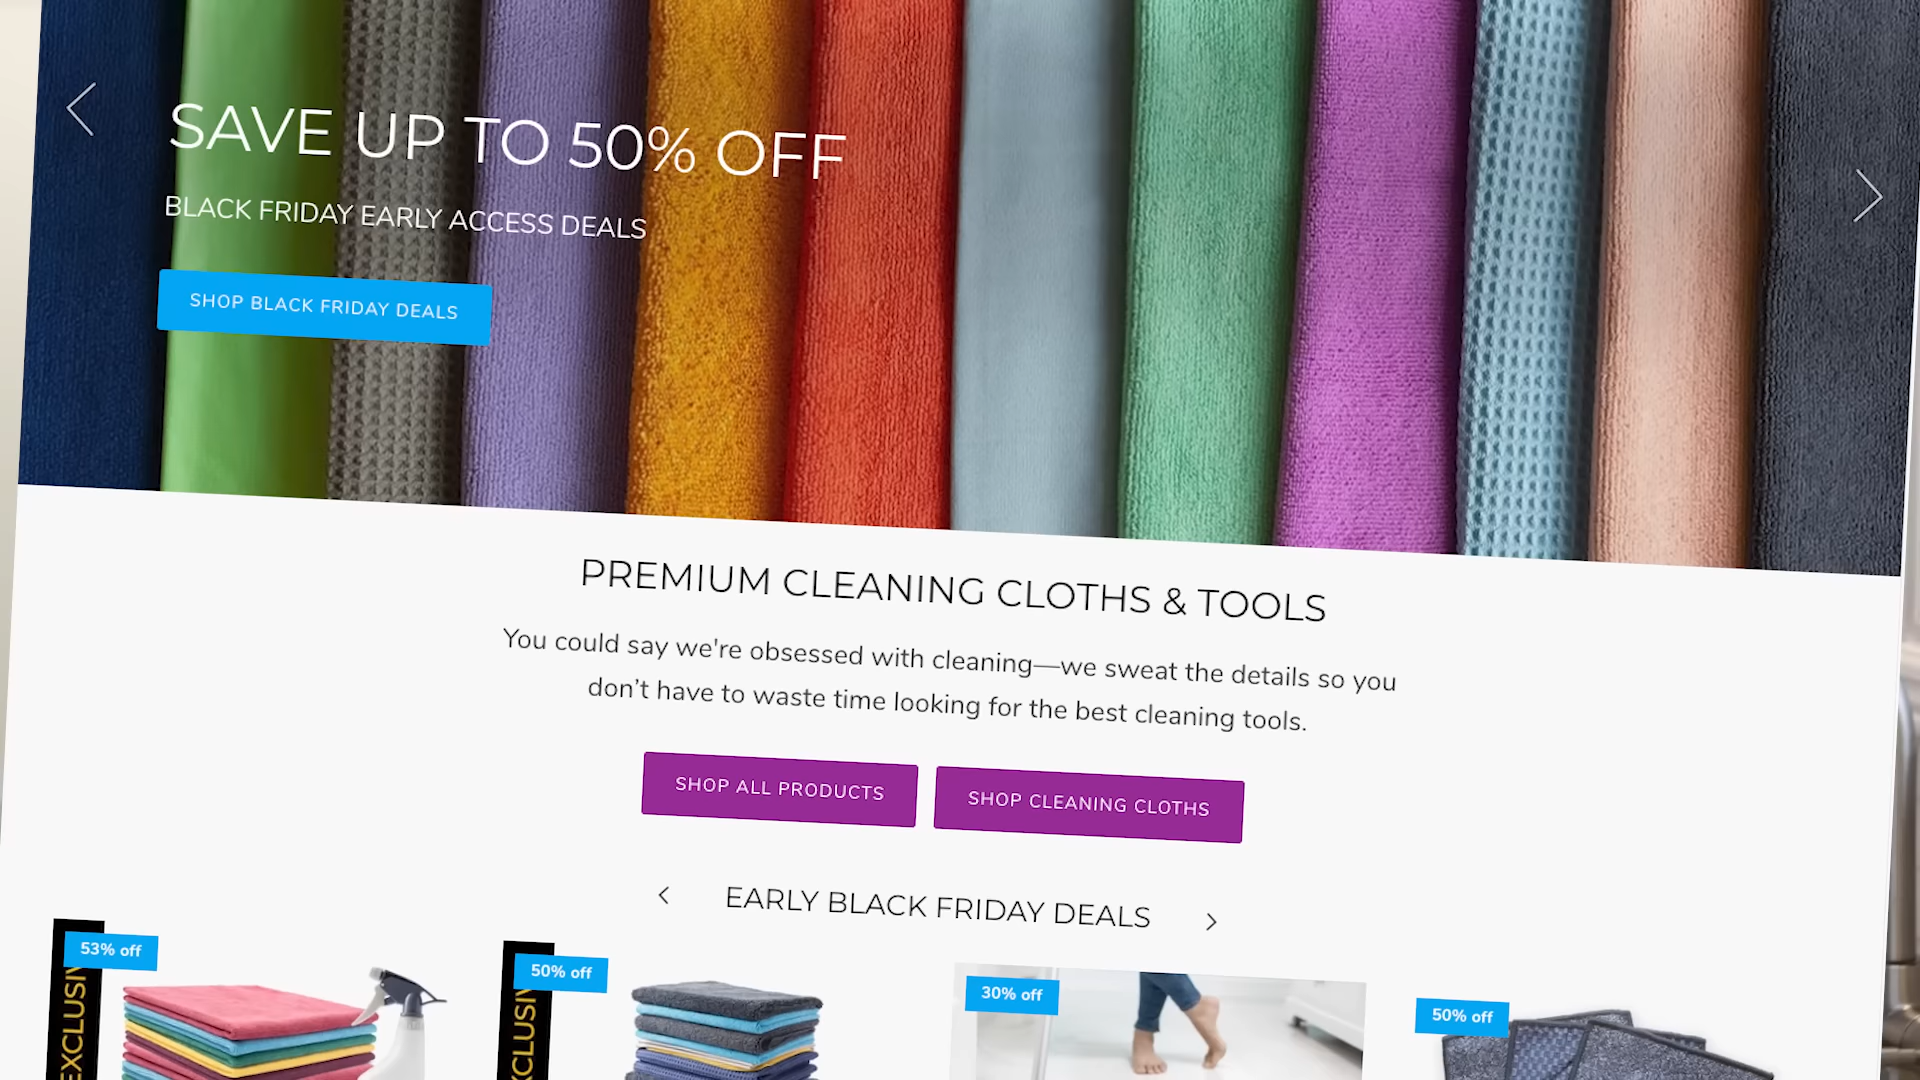 SAVE UP TO 50% OFF
BLACK FRIDAY EARLY ACCESS DEALS
SHOP BLACK FRIDAY DEALS
PREMIUM CLEANING CLOTHS & TOOLS
You could say we're obsessed with cleaning—we sweat the details so you
don’t have to waste time looking for the best cleaning tools.
SHOP ALL PRODUCTS
SHOP CLEANING CLOTHS
EARLY BLACK FRIDAY DEALS
53% off
50% off
30% off
50% off